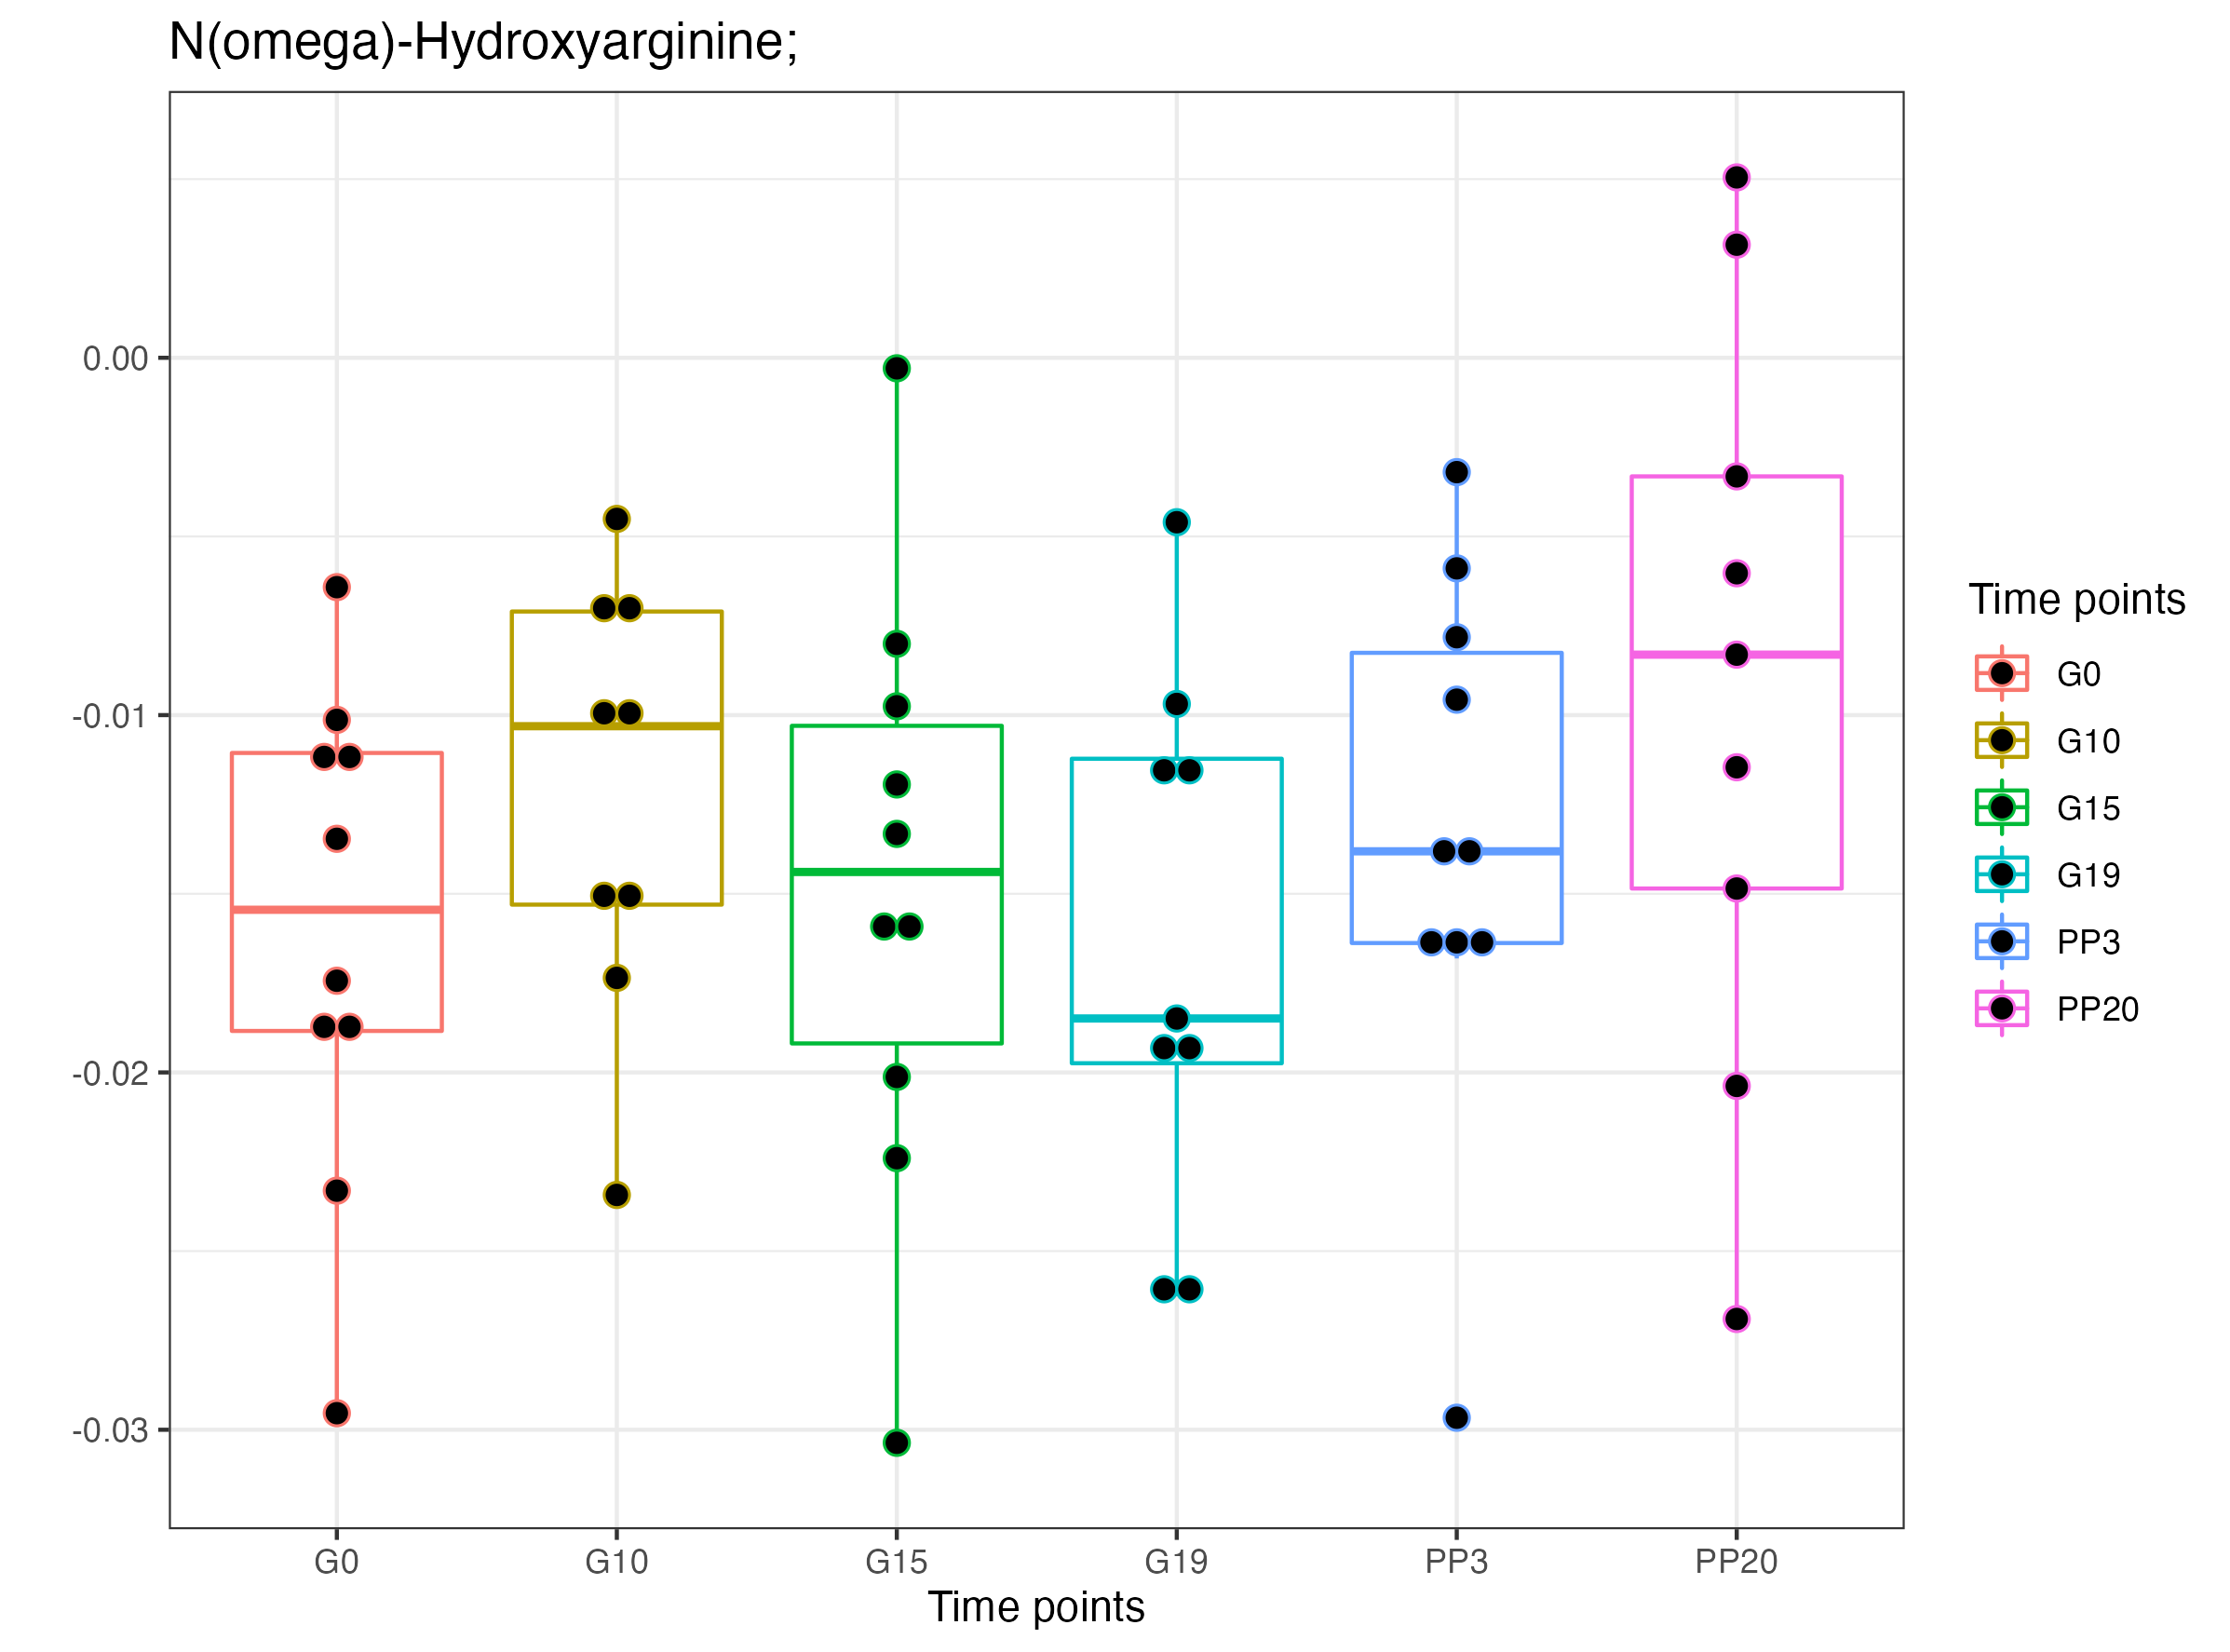 N(omega)-Hydroxyarginine;
0.00
-0.01
-0.02
-0.03
G0 G10 G15 G19 PP3 PP20
Time points
Time points
G0
G10
G15
G19
PP3
PP20